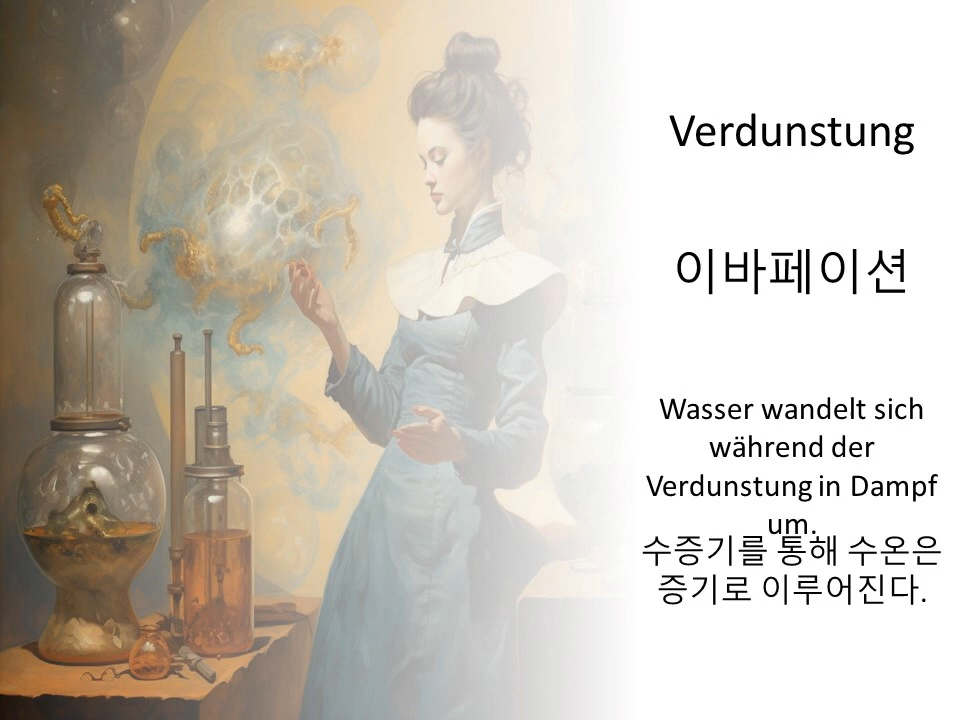 Verdunstung
이바페이션
Wasser wandelt sich
während der
Verdunstung in Dampf
um.
수증기를 통해 수온은
증기로 이루어진다.